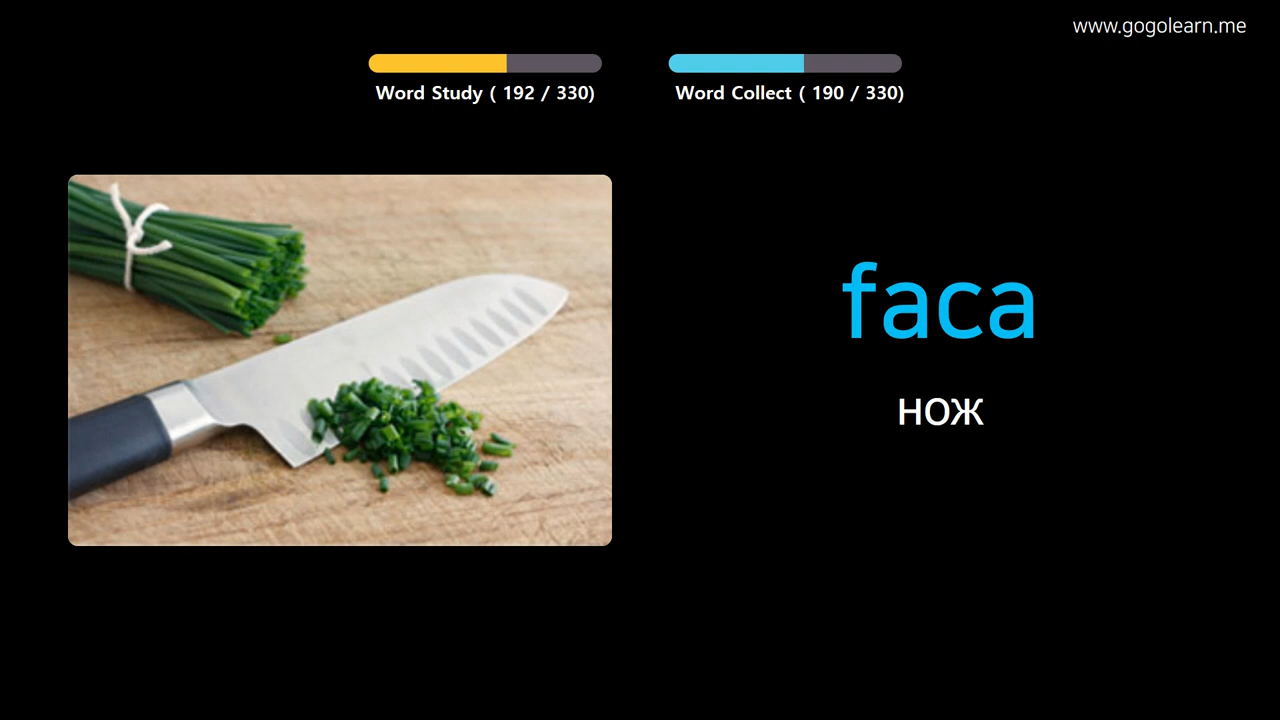 www.gogolearn.me
Word Study ( 192 / 330)
Word Collect ( 190 / 330)
faca
нож